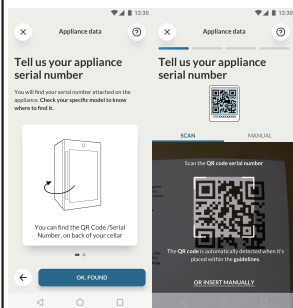 12:30
Appliance data
Tell us your appliance
serial number
You will find your serial number attached on the
appliance. Check your specific model to know
where to find it.
You can find the QR Code /Serial
Number, on back of your cellar
OK, FOUND
12:30
Appliance data
Tell us your appliance
serial number
SCAN
MANUAL
Scan the QR code serial number
The QR code is automatically detected when it's
placed within the guidelines.
OR INSERT MANUALLY